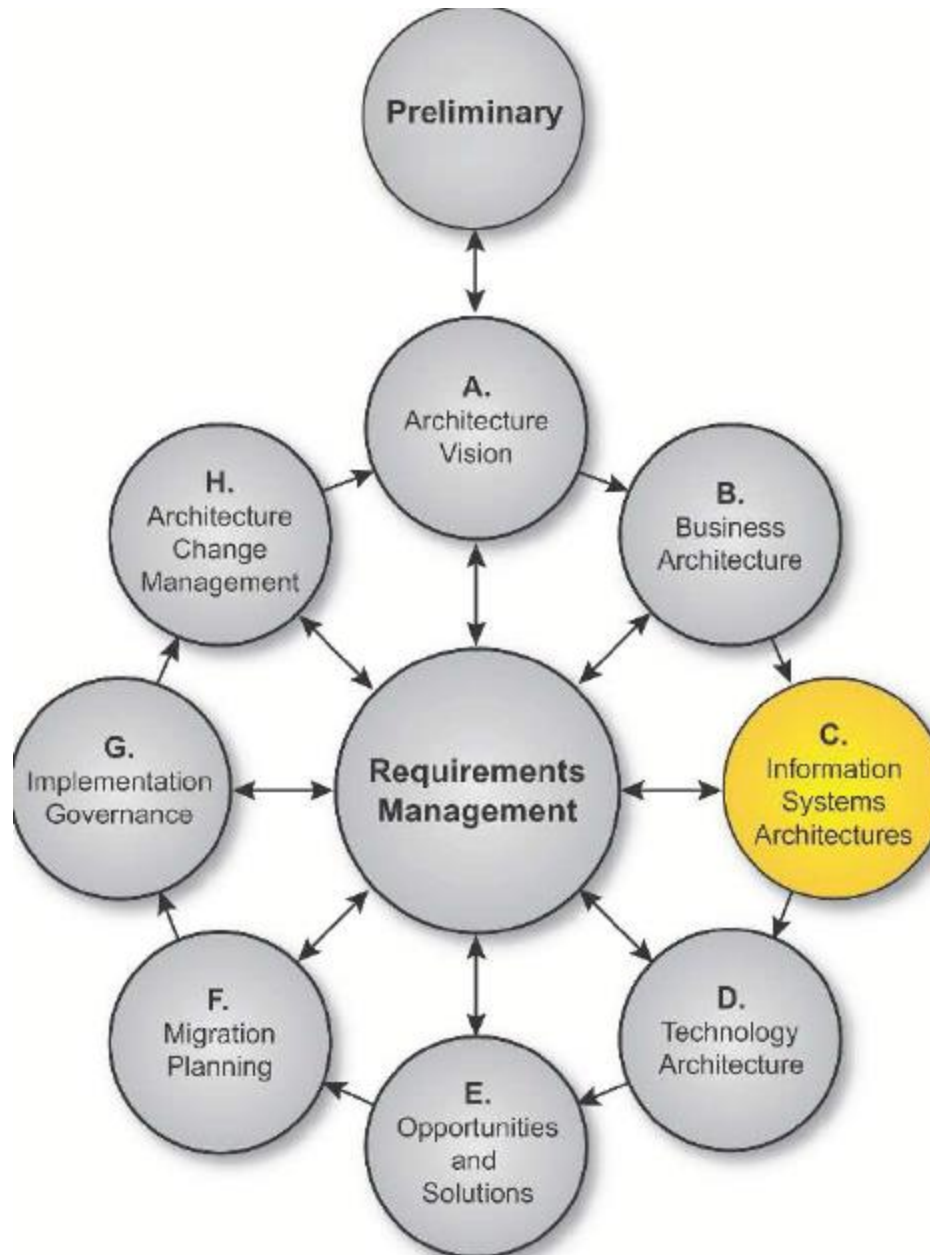 Preliminary
A.
Architecture
Vision
B.
Business
Architecture
C.
Information
Systems
Architectures
D.
Technology
Architecture
E.
Opportunities
and
Solutions
F.
Migration
Planning
G.
Implementation
Governance
H.
Architecture
Change
Management
Requirements
Management